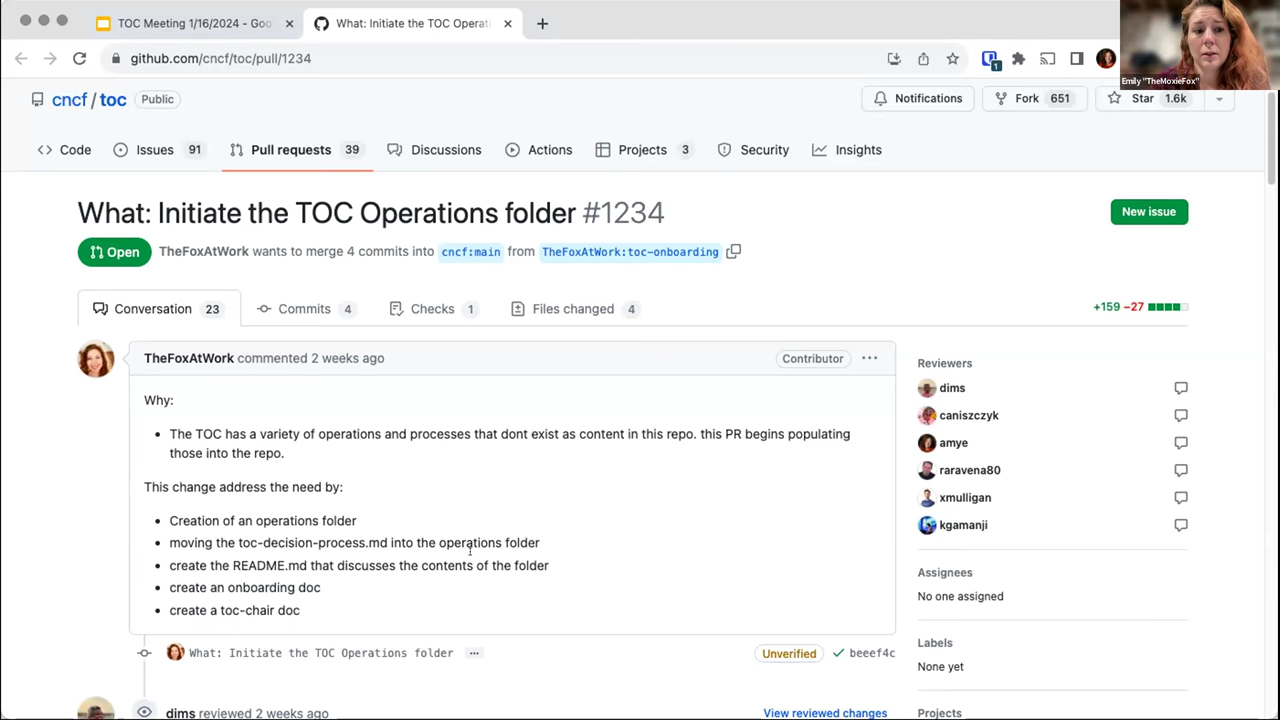 TOC Meeting 1/16/2024 - Goo
What: Initiate the TOC Operati
github.com/cncf/toc/pull/1234
1
Emily "TheMoxieFox"
cncf / toc Public
Notifications
Fork 651
Star 1.6k
Code
Issues 91
Pull requests 39
Discussions
Actions
Projects 3
Security
Insights
What: Initiate the TOC Operations folder #1234
New issue
Open
TheFoxAtWork wants to merge 4 commits into cncf:main from TheFoxAtWork:toc-onboarding
Conversation 23
Commits 4
Checks 1
Files changed 4
+159 −27
TheFoxAtWork commented 2 weeks ago
Contributor
Why:
• The TOC has a variety of operations and processes that dont exist as content in this repo. this PR begins populating
those into the repo.
This change address the need by:
• Creation of an operations folder
• moving the toc-decision-process.md into the operations folder
• create the README.md that discusses the contents of the folder
• create an onboarding doc
• create a toc-chair doc
What: Initiate the TOC Operations folder ...
Unverified
beeef4c
dims reviewed 2 weeks ago
View reviewed changes
Reviewers
dims
caniszczyk
amye
raravena80
xmulligan
kgamanji
Assignees
No one assigned
Labels
None yet
Projects